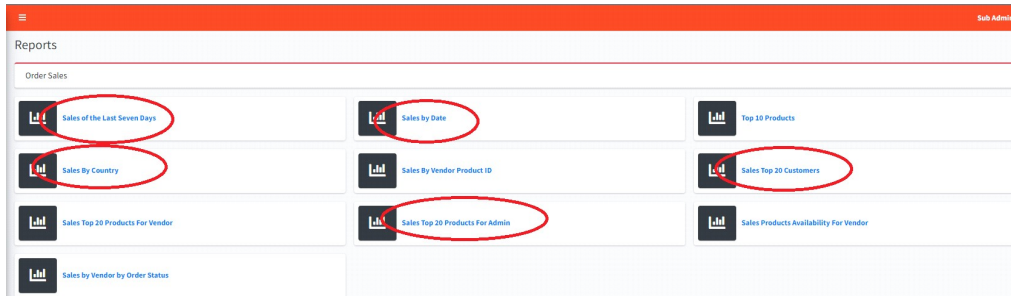 Sub Admin
Reports
Order Sales
Sales of the Last Seven Days
Sales by Date
Top 10 Products
Sales By Country
Sales By Vendor Product ID
Sales Top 20 Customers
Sales Top 20 Products For Vendor
Sales Top 20 Products For Admin
Sales Products Availability For Vendor
Sales by Vendor by Order Status